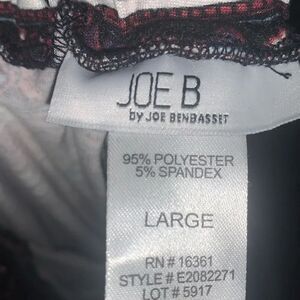 JOE B
by JOE BENBASSET
95% POLYESTER
5% SPANDEX
LARGE
RN # 16361
STYLE # E2082271
LOT # 5917